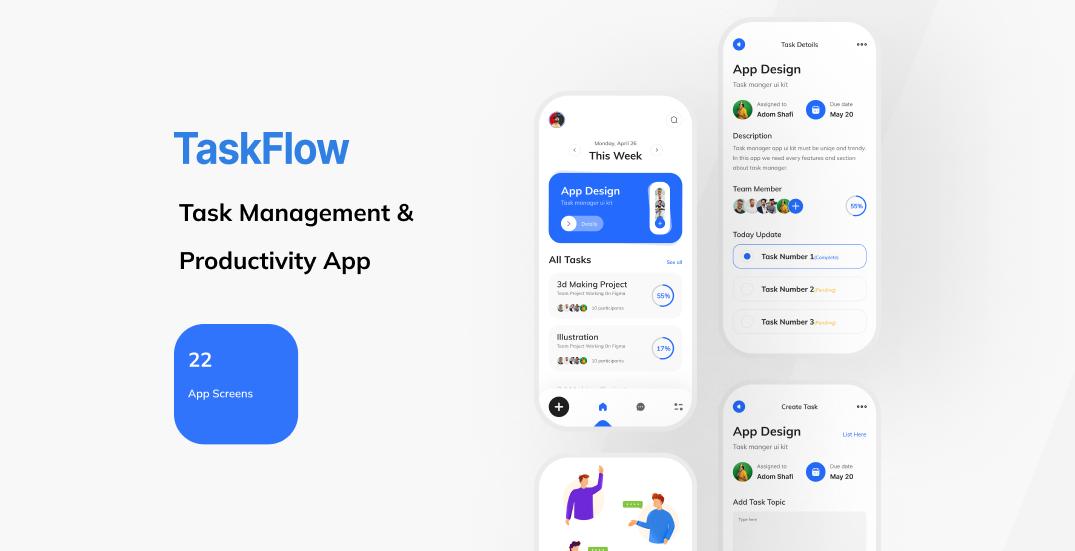 TaskFlow
Task Management &
Productivity App
22
App Screens
Monday, April 26
This Week
App Design
Task manager ui kit
Details
All Tasks
See all
3d Making Project
Team Project Working On Figma
10 participants
55%
Illustration
Team Project Working On Figma
10 participants
17%
Task Details
App Design
Task manger ui kit
Assigned to
Adom Shafi
Due date
May 20
Description
Task manager app ui kit must be uniqe and trendy.
In this app we need every features and section
about task manager.
Team Member
55%
Today Update
Task Number 1(Complete)
Task Number 2(Pending)
Task Number 3(Pending)
Create Task
App Design
List Here
Task manger ui kit
Assigned to
Adom Shafi
Due date
May 20
Add Task Topic
Type here